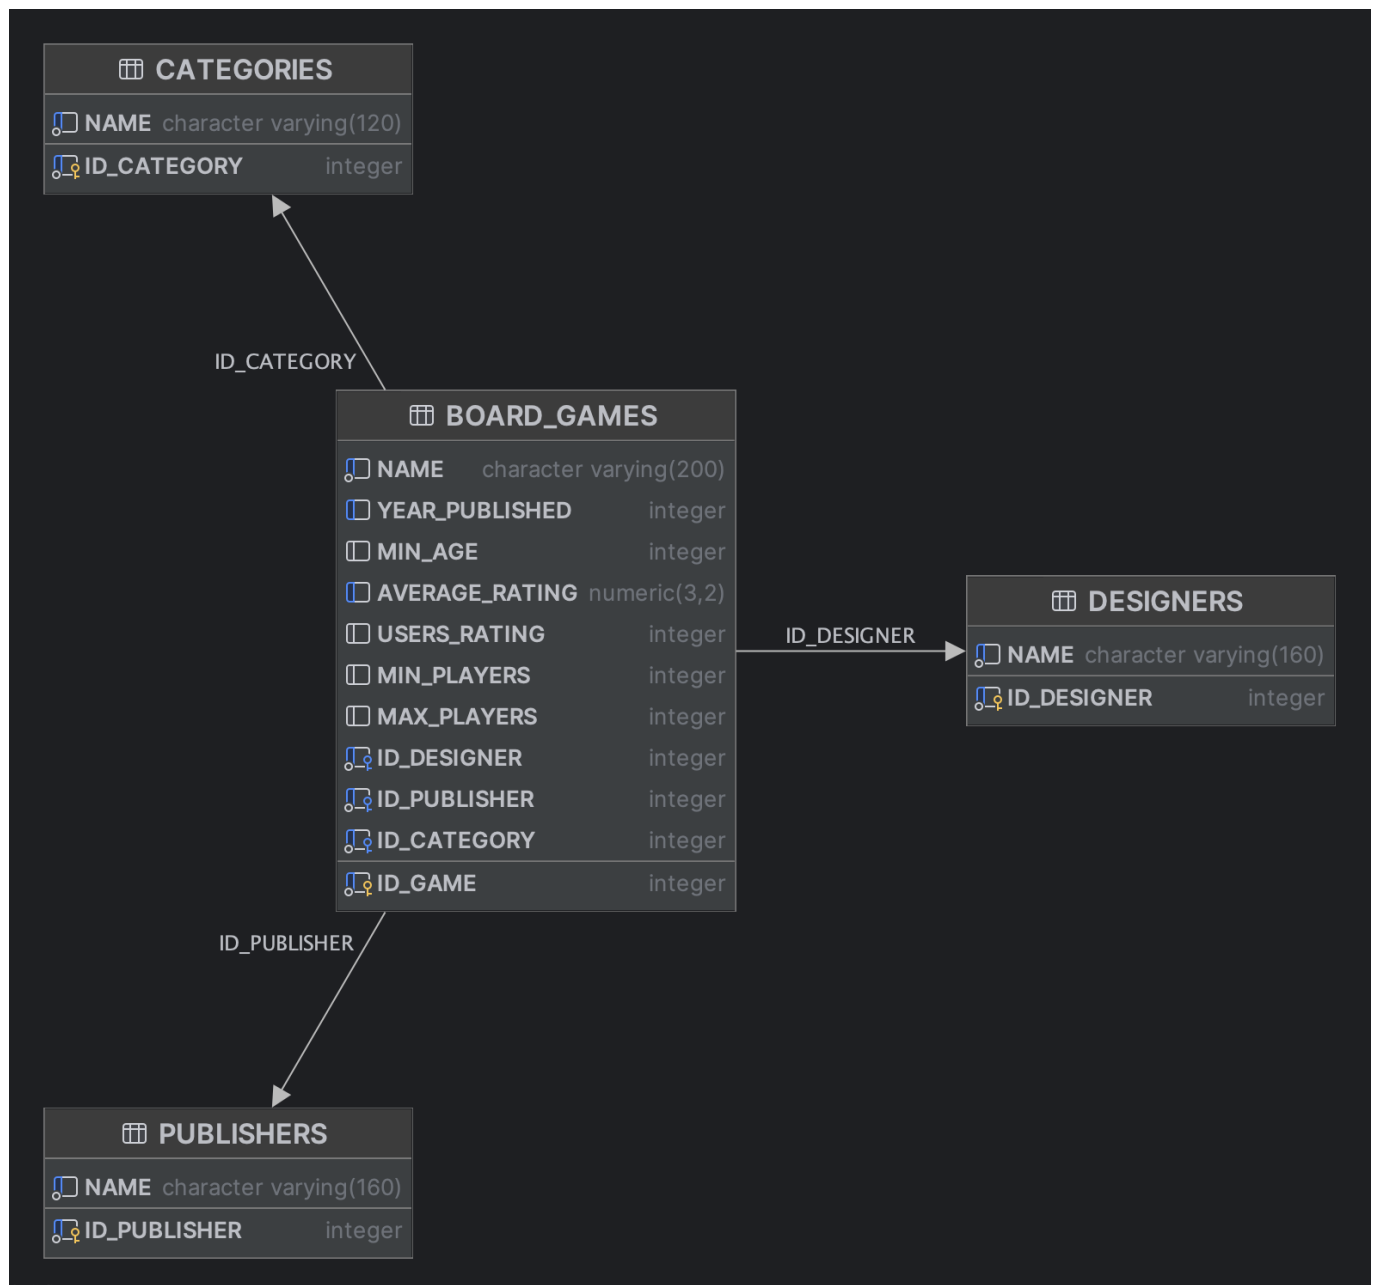 CATEGORIES
NAME character varying(120)
ID_CATEGORY integer
ID_CATEGORY
BOARD_GAMES
NAME character varying(200)
YEAR_PUBLISHED integer
MIN_AGE integer
AVERAGE_RATING numeric(3,2)
USERS_RATING integer
MIN_PLAYERS integer
MAX_PLAYERS integer
ID_DESIGNER integer
ID_PUBLISHER integer
ID_CATEGORY integer
ID_GAME integer
ID_DESIGNER
DESIGNERS
NAME character varying(160)
ID_DESIGNER integer
ID_PUBLISHER
PUBLISHERS
NAME character varying(160)
ID_PUBLISHER integer